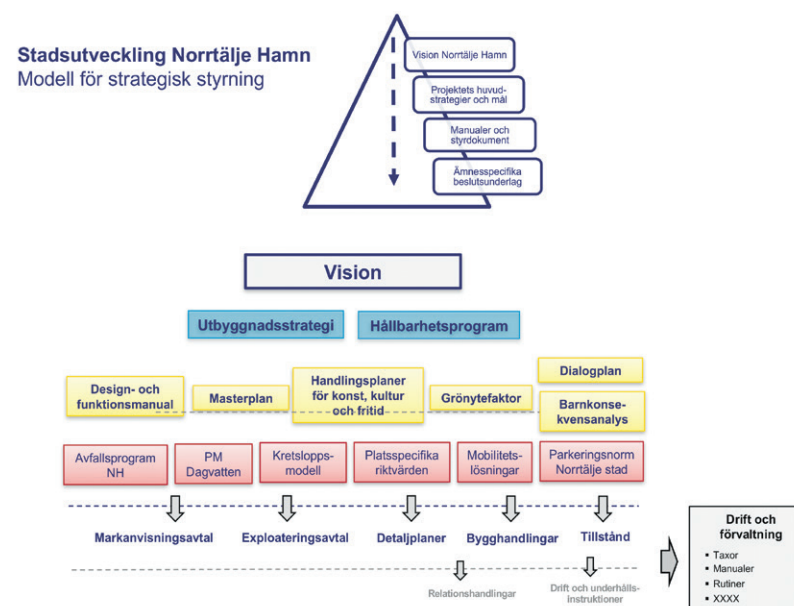 Stadsutveckling Norrtälje Hamn
Modell för strategisk styrning
Vision Norrtälje Hamn
Projektets huvud-
strategier och mål
Manualer och
styrdokument
Ämnesspecifika
beslutsunderlag
Vision
Utbyggnadsstrategi
Hållbarhetsprogram
Design- och
funktionsmanual
Masterplan
Handlingsplaner
för konst, kultur
och fritid
Grönytefaktor
Dialogplan
Barnkonse-
kvensanalys
Avfallsprogram
NH
PM
Dagvatten
Kretslopps-
modell
Platsspecifika
riktvärden
Mobilitets-
lösningar
Parkeringsnorm
Norrtälje stad
Markanvisningsavtal
Exploateringsavtal
Detaljplaner
Bygghandlingar
Tillstånd
Relationshandlingar
Drift och underhålls-
instruktioner
Drift och
förvaltning
▪ Taxor
▪ Manualer
▪ Rutiner
▪ XXXX